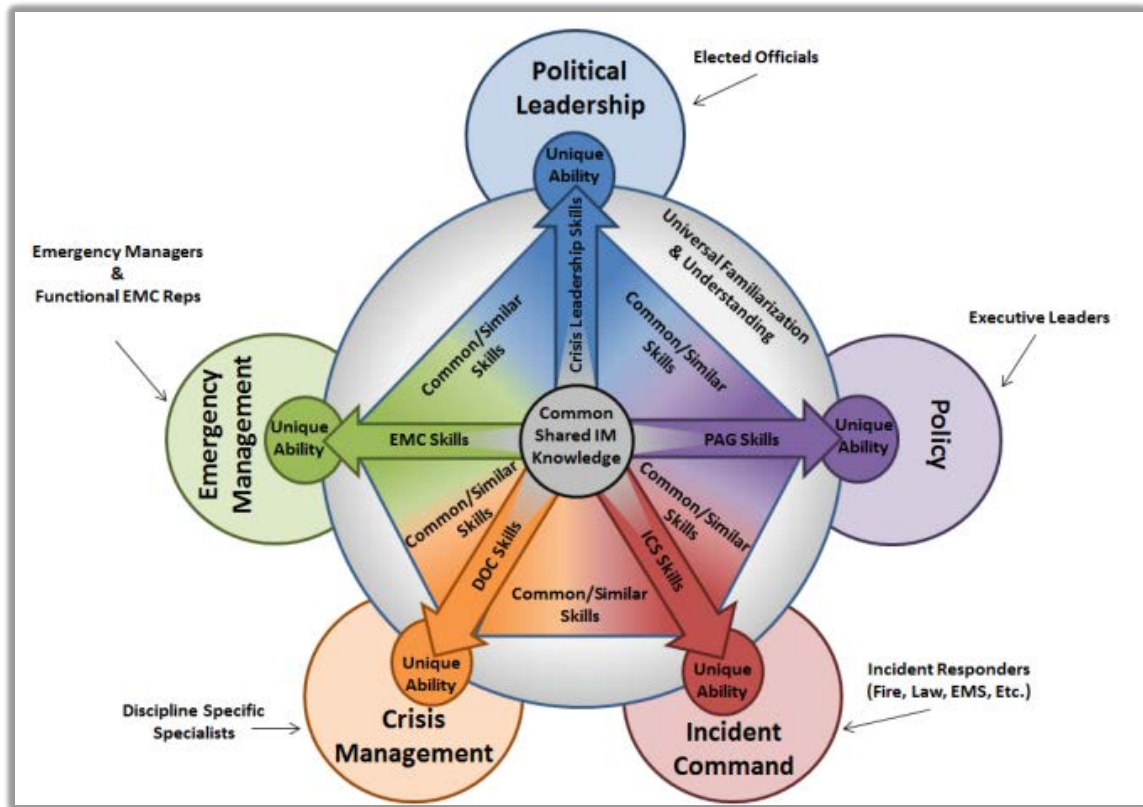 Political
Leadership
Elected Officials
Unique
Ability
Crisis Leadership Skills
Universal Familiarization
& Understanding
Emergency Managers
&
Functional EMC Reps
Executive Leaders
Common/Similar
Skills
Common/Similar
Skills
Emergency
Management
Unique
Ability
EMC Skills
Common
Shared IM
Knowledge
PAG Skills
Unique
Ability
Policy
Common/Similar
Skills
DOC Skills
Common/Similar
Skills
ICS Skills
Common/Similar
Skills
Unique
Ability
Crisis
Management
Discipline Specific
Specialists
Unique
Ability
Incident
Command
Incident Responders
(Fire, Law, EMS, Etc.)